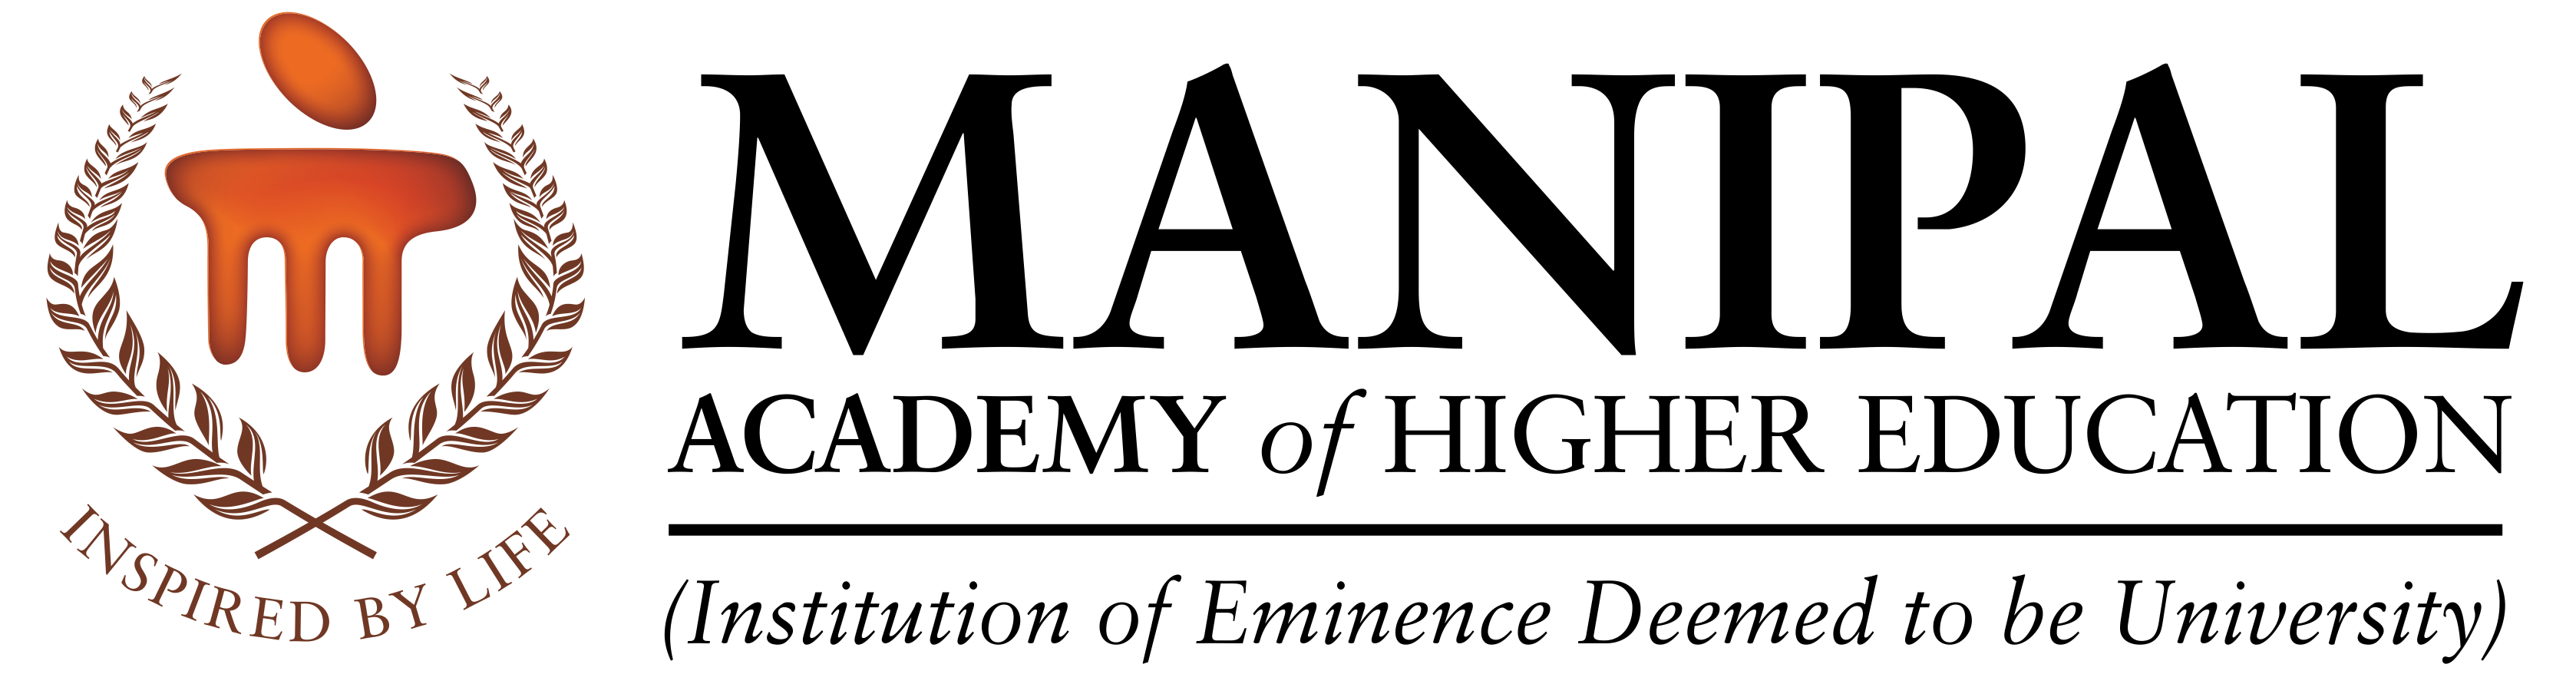 INSPIRED BY LIFE
MANIPAL
ACADEMY of HIGHER EDUCATION
(Institution of Eminence Deemed to be University)